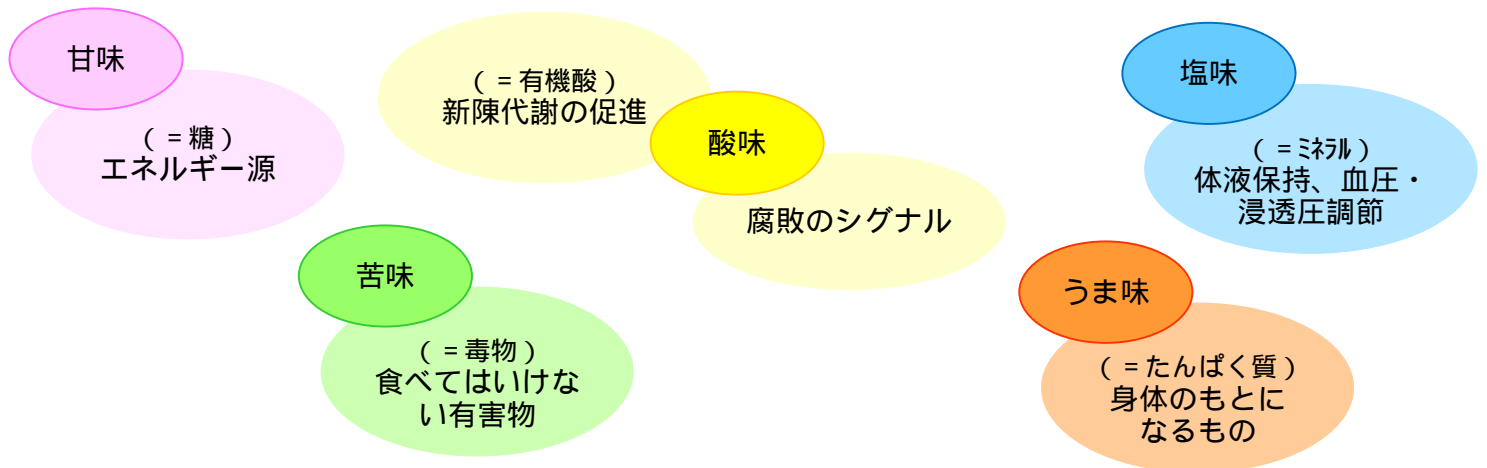 甘味
(=糖)
エネルギー源
(=有機酸)
新陳代謝の促進
酸味
腐敗のシグナル
塩味
(=ﾐﾈﾗﾙ)
体液保持、血圧・
浸透圧調節
苦味
(=毒物)
食べてはいけな
い有害物
うま味
(=たんぱく質)
身体のもとに
なるもの